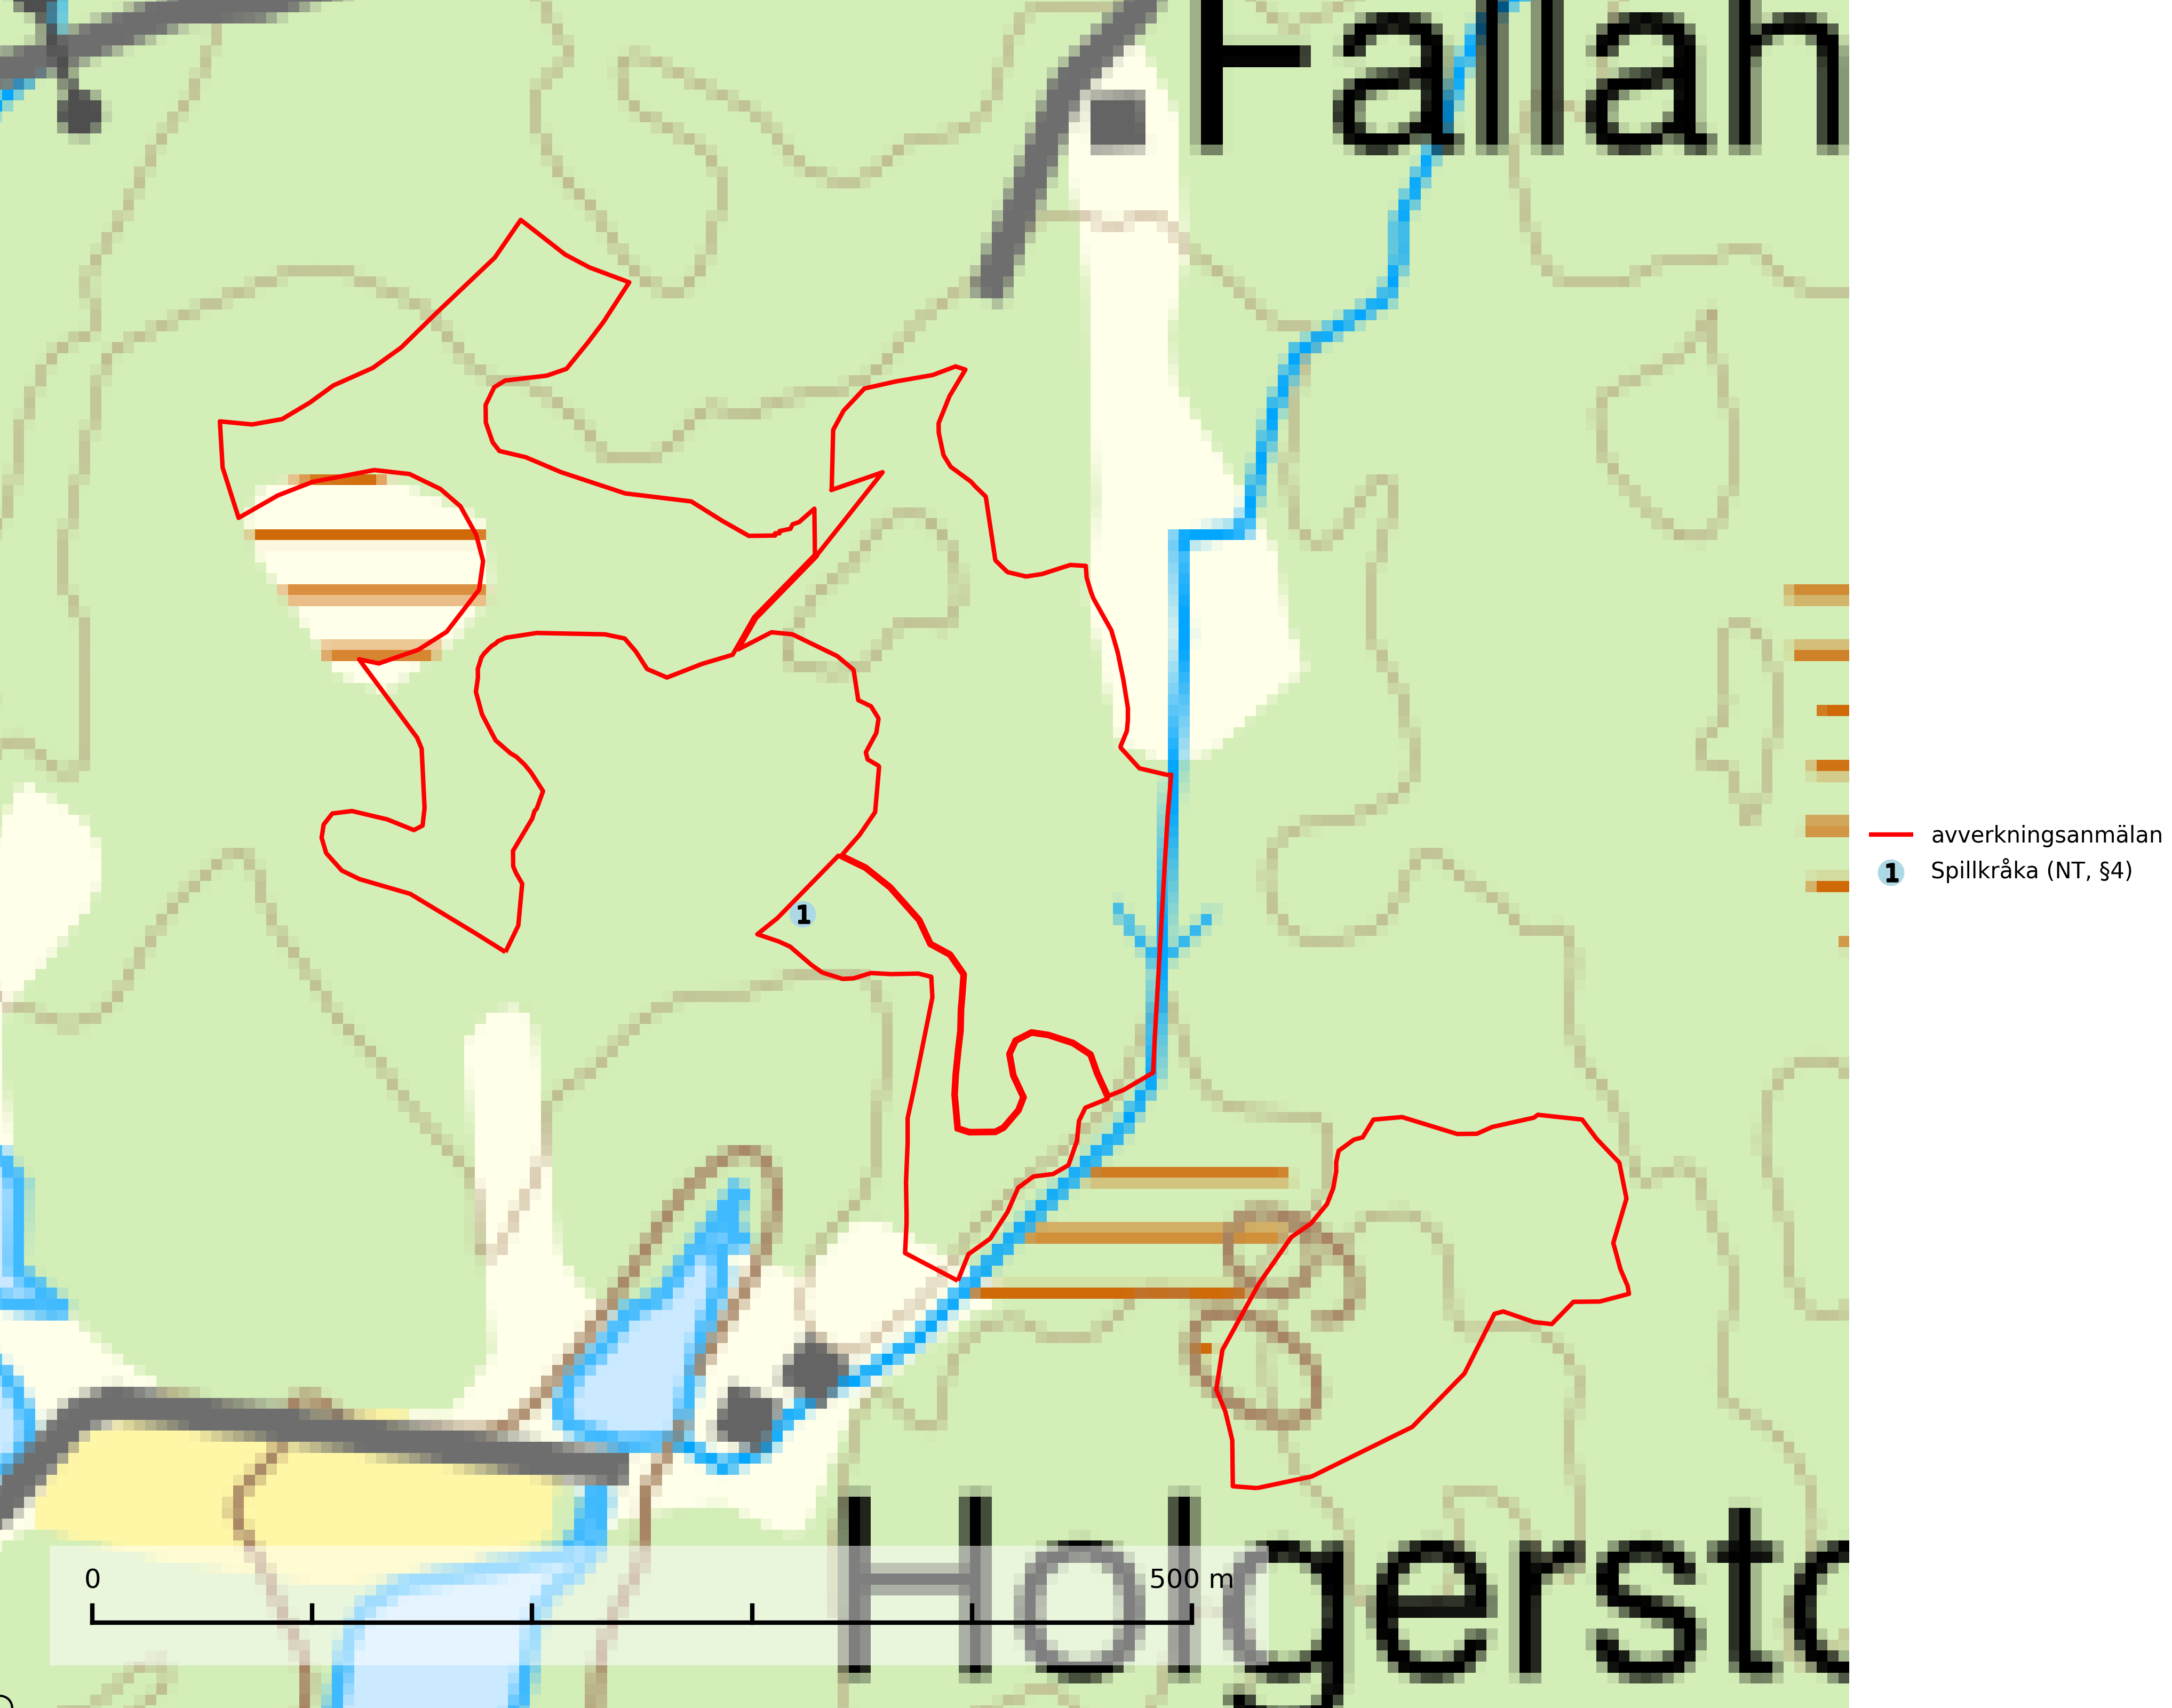 Fallah
1
Holgersto
0 500 m
avverkningsanmälan
1 Spillkråka (NT, §4)